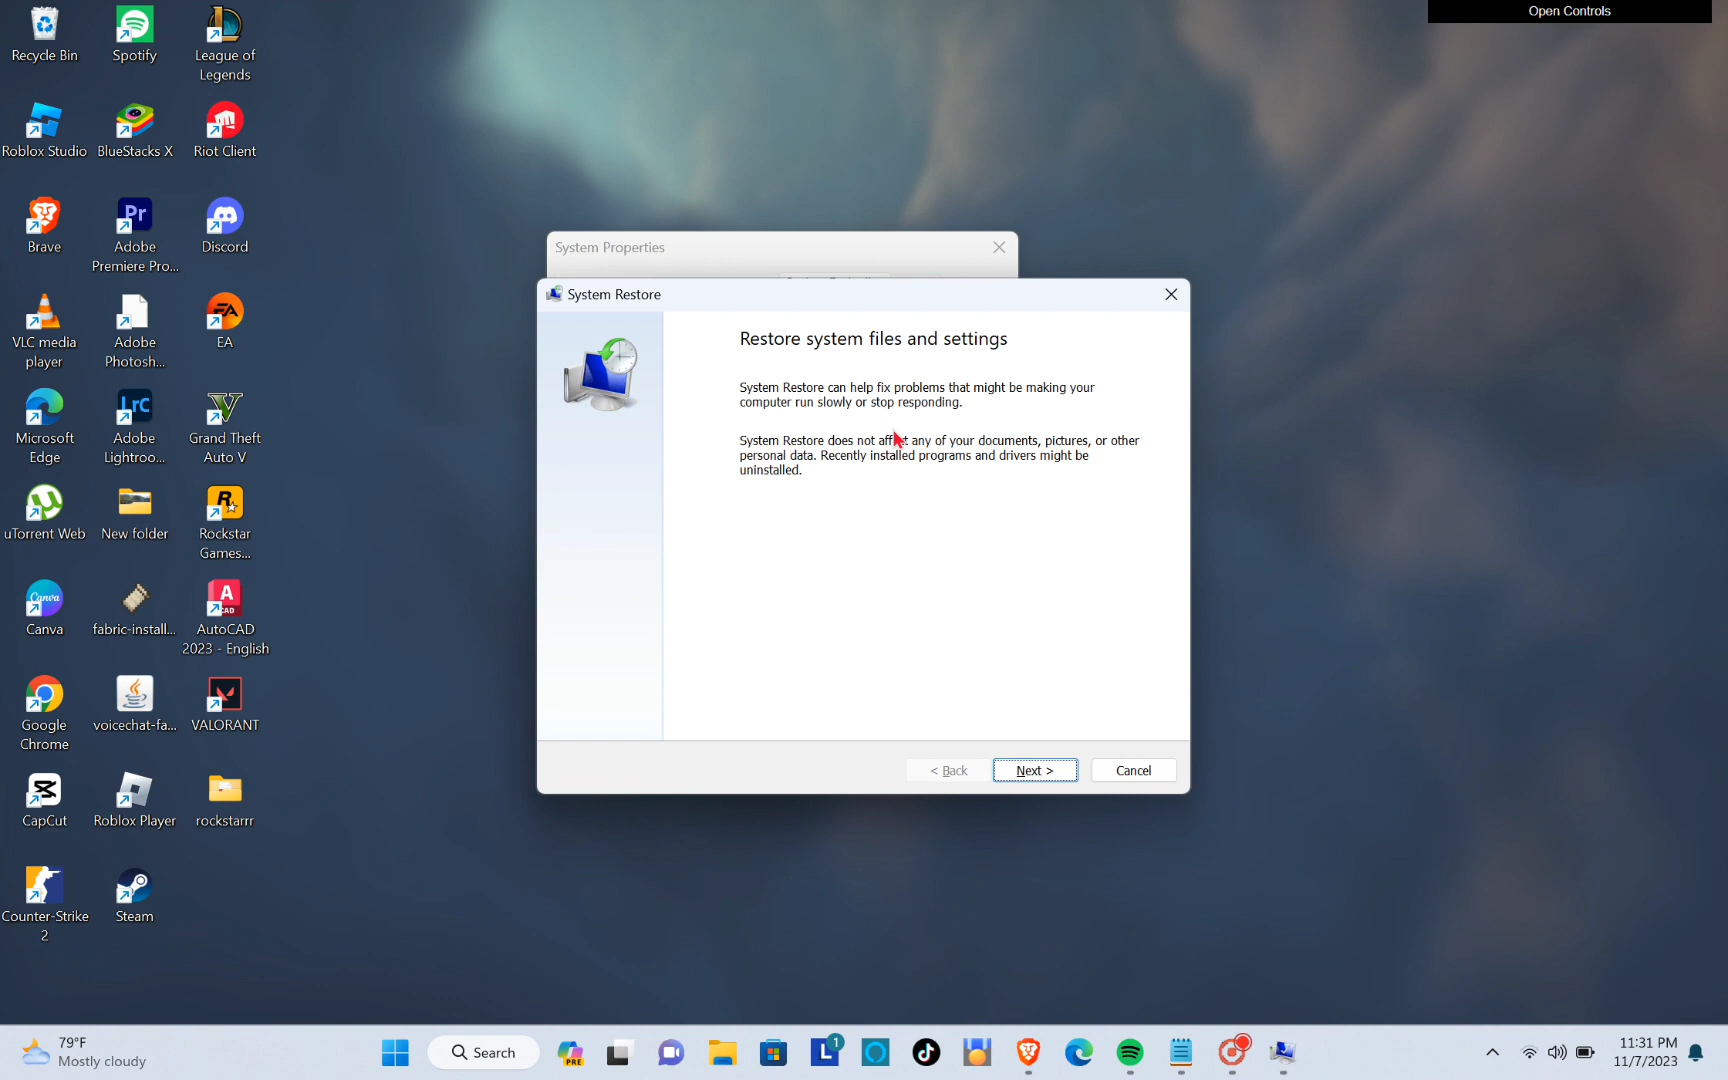 Open Controls
Recycle Bin
Spotify
League of
Legends
Roblox Studio
BlueStacks X
Riot Client
Brave
Adobe
Premiere Pro...
Discord
VLC media
player
Adobe
Photosh...
EA
Microsoft
Edge
Adobe
Lightroo...
Grand Theft
Auto V
uTorrent Web
New folder
Rockstar
Games...
Canva
fabric-install...
AutoCAD
2023 - English
Google
Chrome
voicechat-fa...
VALORANT
CapCut
Roblox Player
rockstarrr
Counter-Strike
2
Steam
System Properties
System Restore
Restore system files and settings
System Restore can help fix problems that might be making your
computer run slowly or stop responding.
System Restore does not affect any of your documents, pictures, or other
personal data. Recently installed programs and drivers might be
uninstalled.
< Back
Next >
Cancel
79°F
Mostly cloudy
Search
PRE
L
1
11:31 PM
11/7/2023